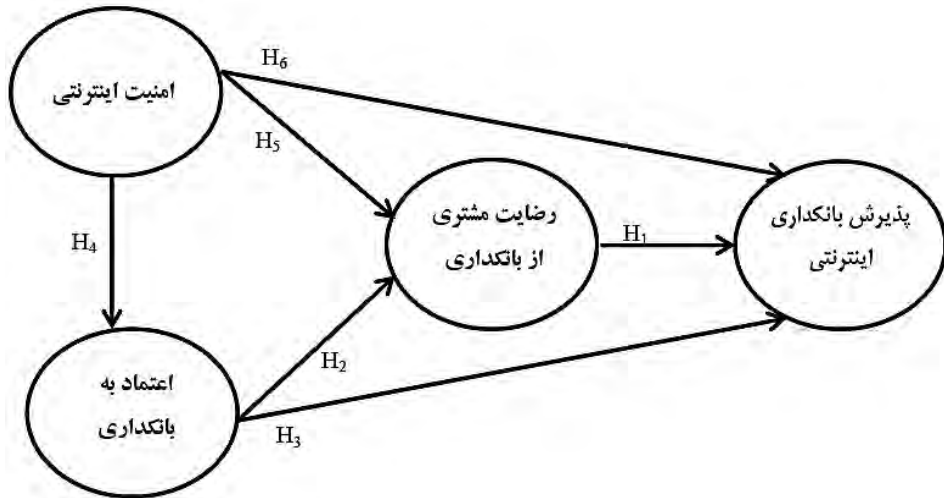 H6
امنیت اینترنتی
H5
رضایت مشتری
از بانکداری
پذیرش بانکداری
اینترنتی
H1
H4
H2
اعتماد به
بانکداری
H3